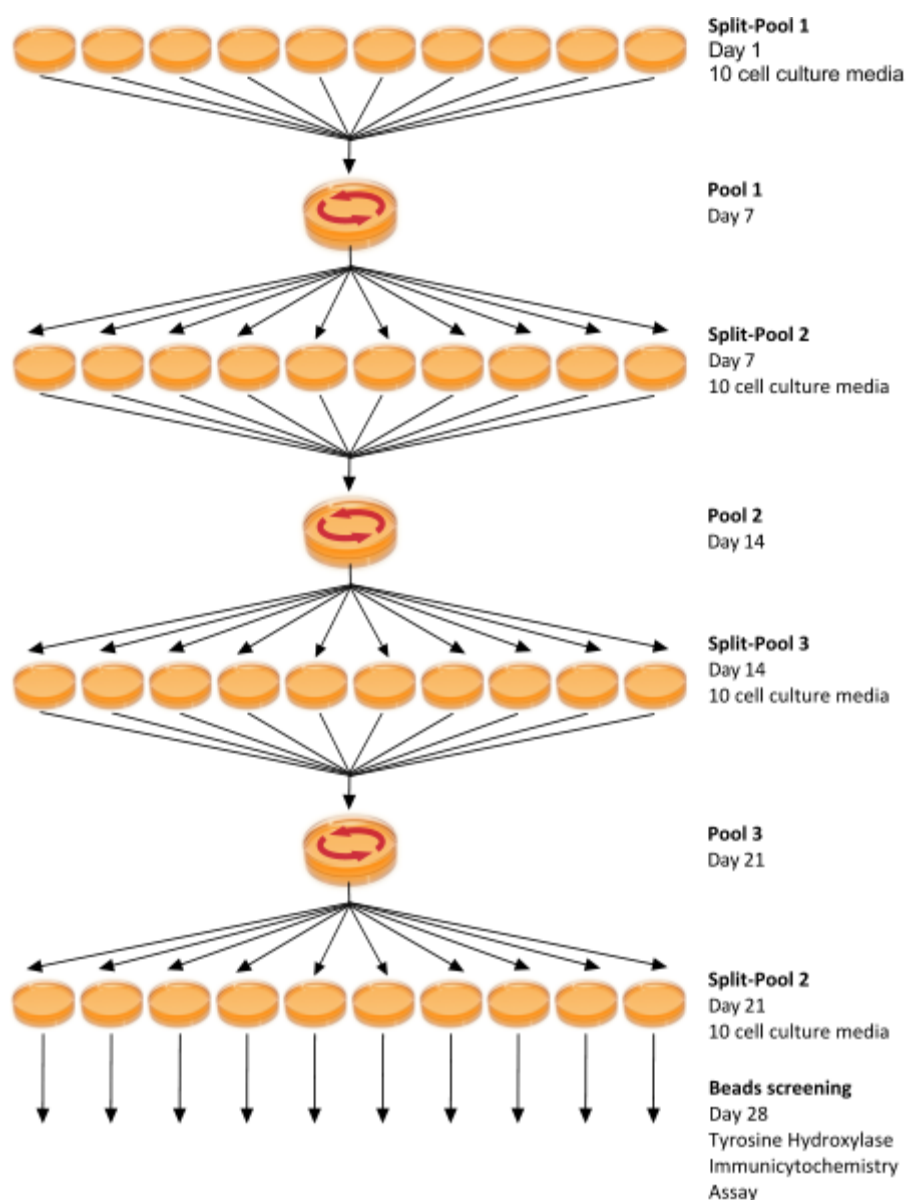 Split-Pool 1
Day 1
10 cell culture media
Pool 1
Day 7
Split-Pool 2
Day 7
10 cell culture media
Pool 2
Day 14
Split-Pool 3
Day 14
10 cell culture media
Pool 3
Day 21
Split-Pool 2
Day 21
10 cell culture media
Beads screening
Day 28
Tyrosine Hydroxylase
Immunicytochemistry
Assay